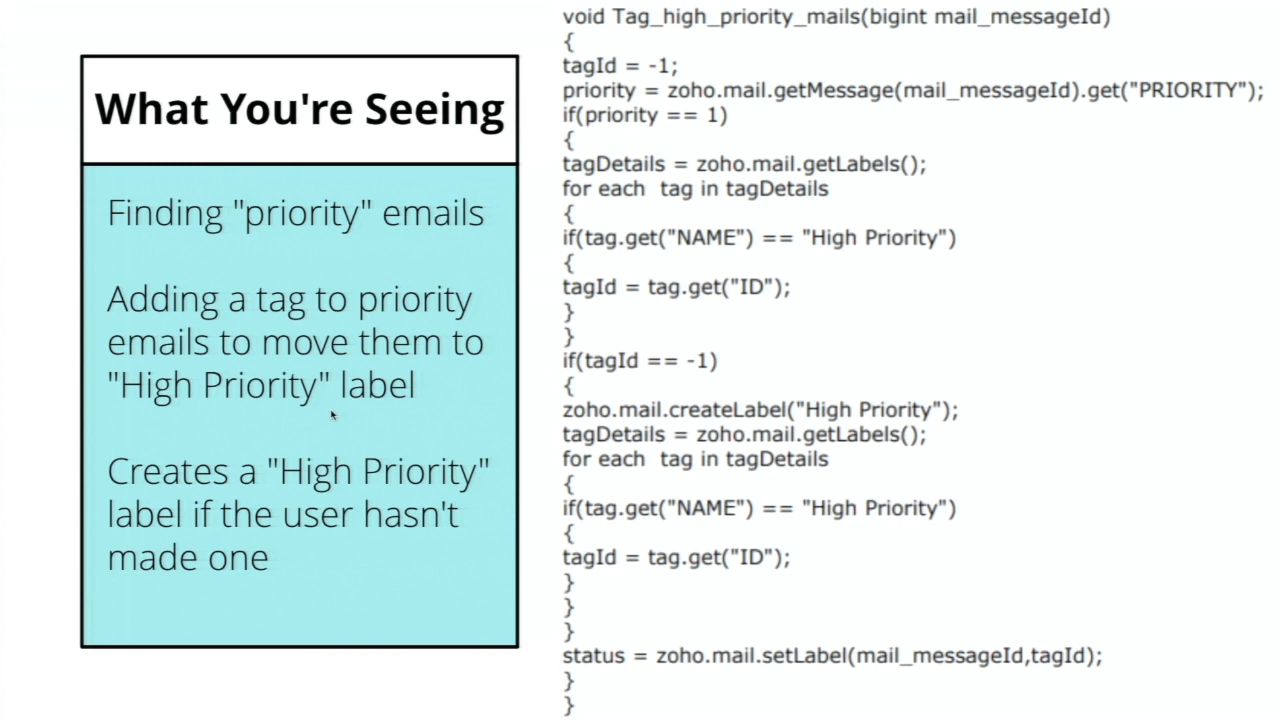 What You're Seeing
Finding "priority" emails
Adding a tag to priority
emails to move them to
"High Priority" label
Creates a "High Priority"
label if the user hasn't
made one
void Tag_high_priority_mails(bigint mail_messageId)
{
tagId = -1;
priority = zoho.mail.getMessage(mail_messageId).get("PRIORITY");
if(priority == 1)
{
tagDetails = zoho.mail.getLabels();
for each  tag in tagDetails
{
if(tag.get("NAME") == "High Priority")
{
tagId = tag.get("ID");
}
}
if(tagId == -1)
{
zoho.mail.createLabel("High Priority");
tagDetails = zoho.mail.getLabels();
for each  tag in tagDetails
{
if(tag.get("NAME") == "High Priority")
{
tagId = tag.get("ID");
}
}
}
status = zoho.mail.setLabel(mail_messageId,tagId);
}
}